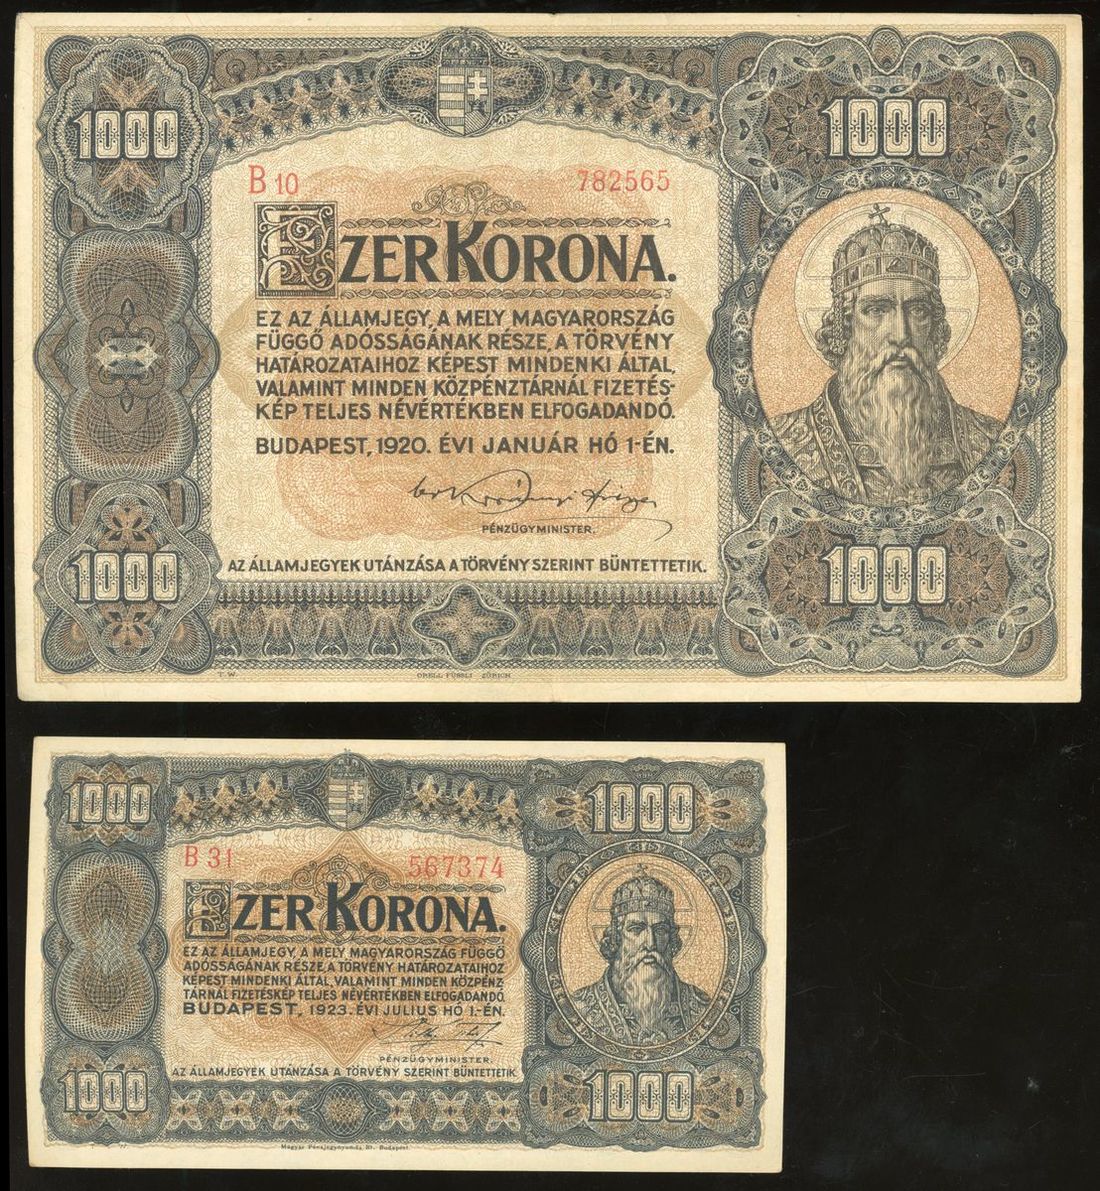 1000
1000
B 10 782565
EZER KORONA.
EZ AZ ÁLLAMJEGY, A MELY MAGYARORSZÁG
FÜGGŐ ADÓSSÁGÁNAK RÉSZE, A TÖRVÉNY
HATÁROZATAIHOZ KÉPEST MINDENKI ÁLTAL,
VALAMINT MINDEN KÖZPÉNZTÁRNÁL FIZETÉS-
KÉP TELJES NÉVÉRTÉKBEN ELFOGADANDÓ.
BUDAPEST, 1920. ÉVI JANUÁR HÓ 1-ÉN.
PÉNZÜGYMINISTER.
1000
1000
AZ ÁLLAMJEGYEK UTÁNZÁSA A TÖRVÉNY SZERINT BÜNTETTETIK.
T. W.
ORELL FÜSSLI ZÜRICH
1000
1000
B 31 567374
EZER KORONA.
EZ AZ ÁLLAMJEGY, A MELY MAGYARORSZÁG FÜGGŐ
ADÓSSÁGÁNAK RÉSZE, A TÖRVÉNY HATÁROZATAIHOZ
KÉPEST MINDENKI ÁLTAL, VALAMINT MINDEN KÖZPÉNZ
TÁRNÁL FIZETÉSKÉP TELJES NÉVÉRTÉKBEN ELFOGADANDÓ.
BUDAPEST, 1923. ÉVI JULIUS HÓ 1-ÉN.
PÉNZÜGYMINISTER.
1000
1000
AZ ÁLLAMJEGYEK UTÁNZÁSA A TÖRVÉNY SZERINT BÜNTETTETIK
Magyar Pénzjegynyomda Rt. Budapest.